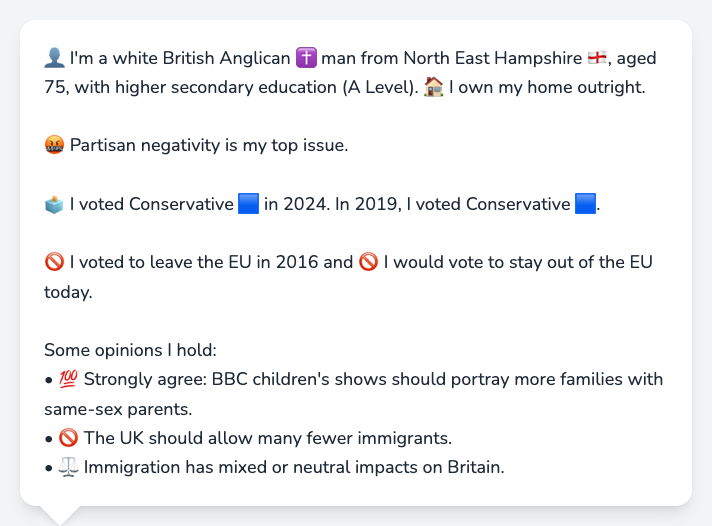 👤 I'm a white British Anglican ✝️ man from North East Hampshire 🏴󠁧󠁢󠁥󠁮󠁧󠁿, aged
75, with higher secondary education (A Level). 🏠 I own my home outright.
🤬 Partisan negativity is my top issue.
🗳️ I voted Conservative 🟦 in 2024. In 2019, I voted Conservative 🟦.
🚫 I voted to leave the EU in 2016 and 🚫 I would vote to stay out of the EU
today.
Some opinions I hold:
• 💯 Strongly agree: BBC children's shows should portray more families with
same-sex parents.
• 🚫 The UK should allow many fewer immigrants.
• ⚖️ Immigration has mixed or neutral impacts on Britain.